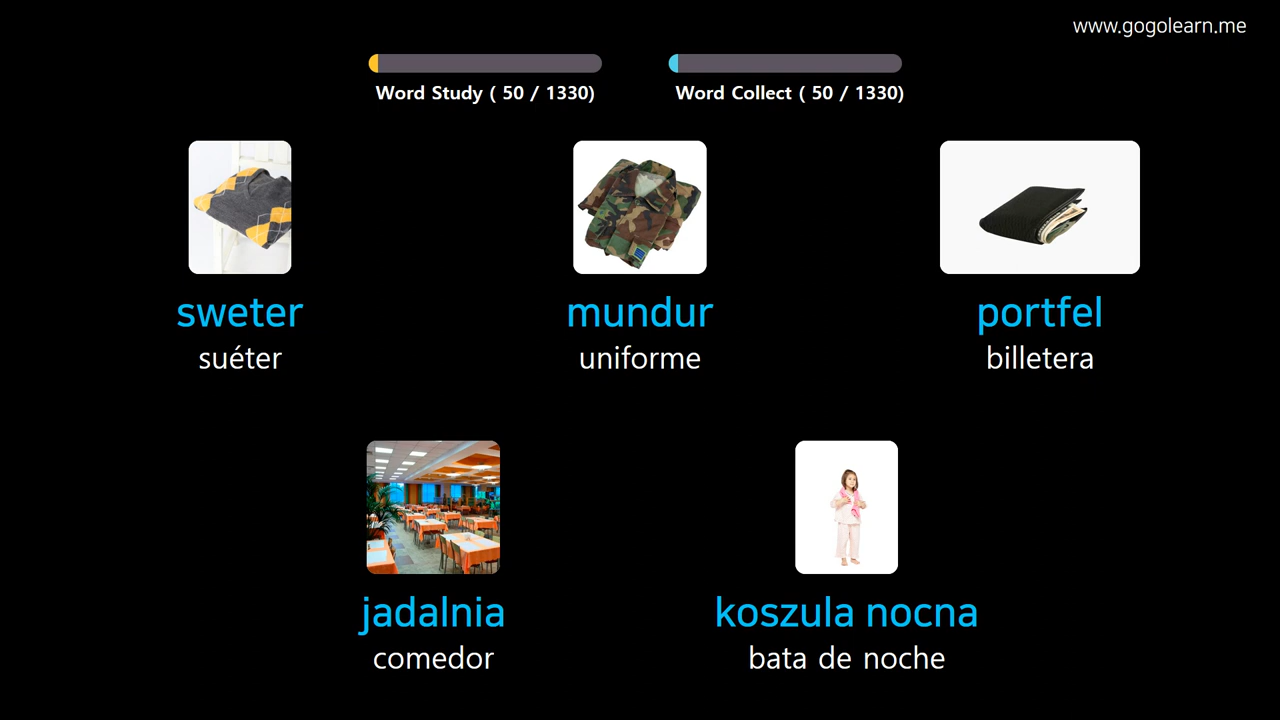 www.gogolearn.me
Word Study ( 50 / 1330)
Word Collect ( 50 / 1330)
sweter
suéter
mundur
uniforme
portfel
billetera
jadalnia
comedor
koszula nocna
bata de noche